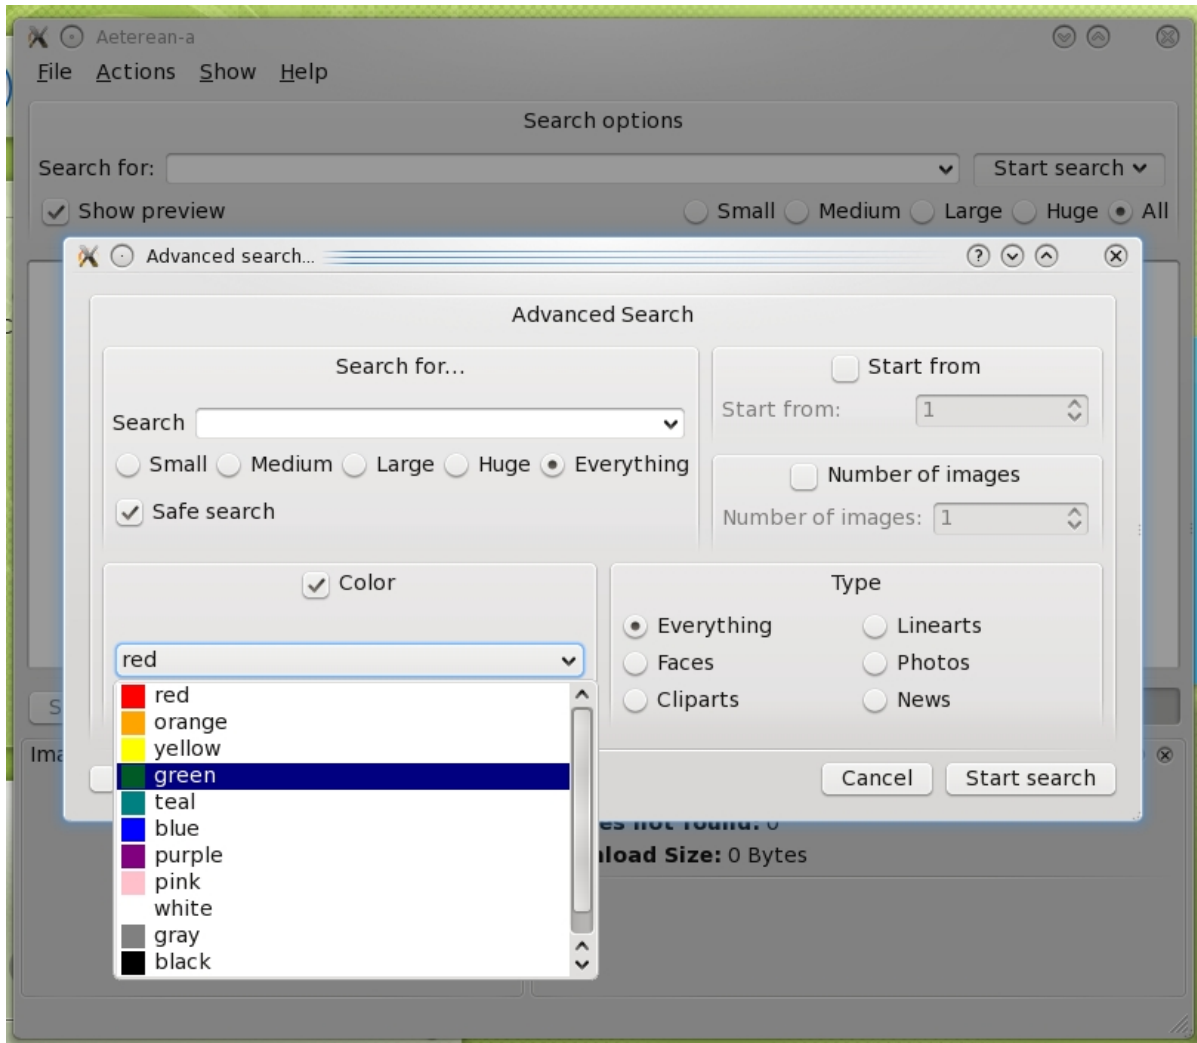 Aeterean-a
File Actions Show Help
Search options
Search for: Start search
Show preview Small Medium Large Huge All
Advanced search...
Advanced Search
Search for...
Search
Small Medium Large Huge Everything
Safe search
Start from
Start from: 1
Number of images
Number of images: 1
Color
red
red
orange
yellow
green
teal
blue
purple
pink
white
gray
black
Type
Everything Linearts
Faces Photos
Cliparts News
Cancel Start search
not found: 0
Size: 0 Bytes